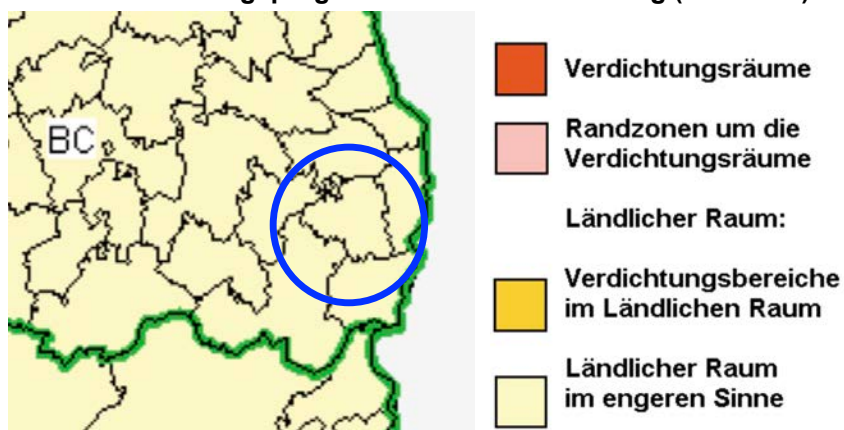 BC
Verdichtungsräume
Randzonen um die
Verdichtungsräume
Ländlicher Raum:
Verdichtungsbereiche
im Ländlichen Raum
Ländlicher Raum
im engeren Sinne